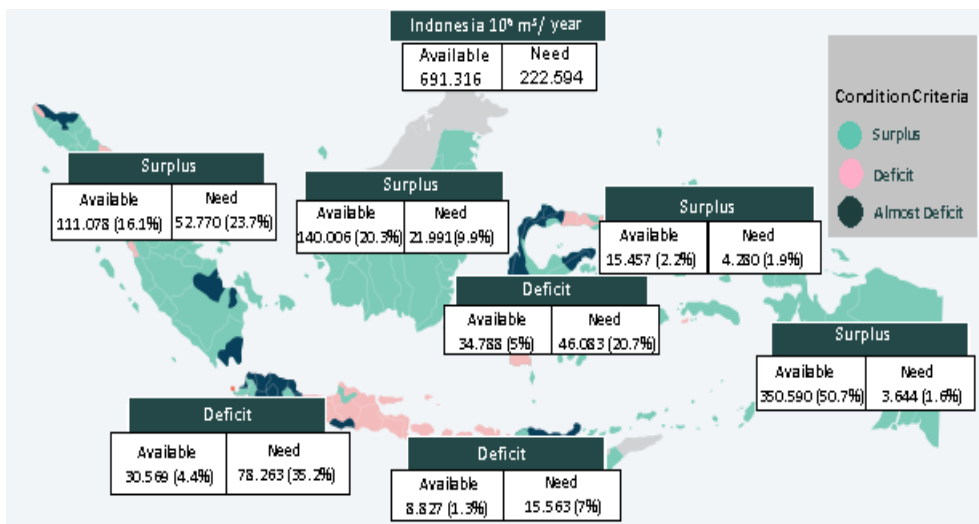 Indonesia 10⁶ m³/ year
Available Need
691.316 222.594
Condition Criteria
Surplus
Deficit
Almost Deficit
Surplus
Available Need
111.078 (16.1%) 52.770 (23.7%)
Surplus
Available Need
140.006 (20.3%) 21.991 (9.9%)
Surplus
Available Need
15.457 (2.2%) 4.280 (1.9%)
Deficit
Available Need
34.788 (5%) 46.083 (20.7%)
Surplus
Available Need
350.590 (50.7%) 3.644 (1.6%)
Deficit
Available Need
30.569 (4.4%) 78.263 (35.2%)
Deficit
Available Need
8.827 (1.3%) 15.563 (7%)